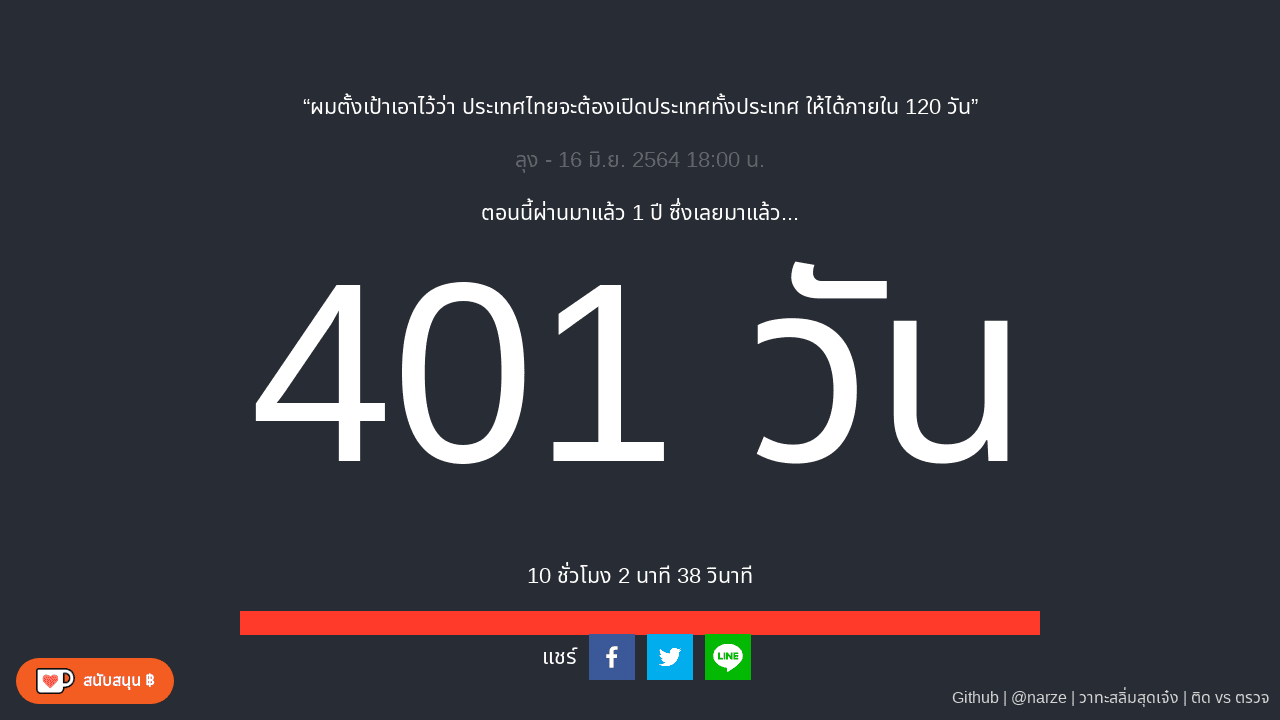 “ผมตั้งเป้าเอาไว้ว่า ประเทศไทยจะต้องเปิดประเทศทั้งประเทศ ให้ได้ภายใน 120 วัน”
ลุง - 16 มิ.ย. 2564 18:00 น.
ตอนนี้ผ่านมาแล้ว 1 ปี ซึ่งเลยมาแล้ว...
401 วัน
10 ชั่วโมง 2 นาที 38 วินาที
แชร์
LINE
สนับสนุน ฿
Github | @narze | วาทะสลิ่มสุดเจ๋ง | ติด vs ตรวจ